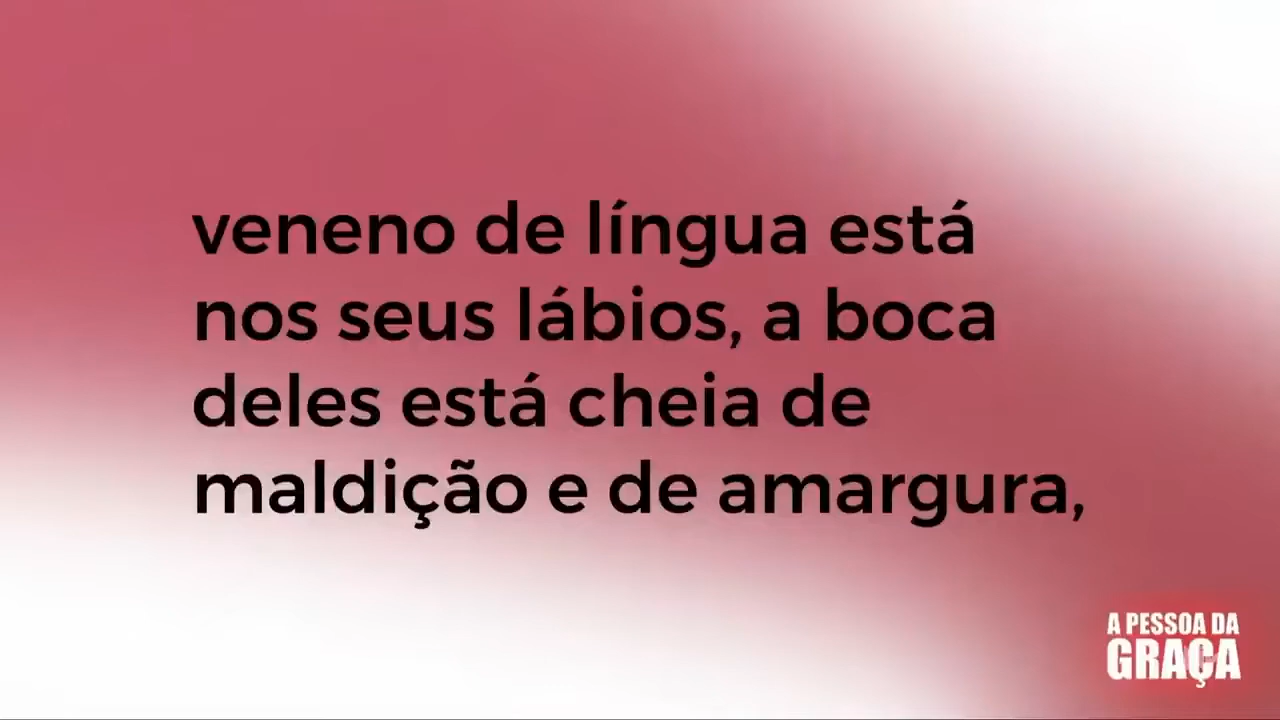 veneno de língua está
nos seus lábios, a boca
deles está cheia de
maldição e de amargura,
A PESSOA DA
GRAÇA